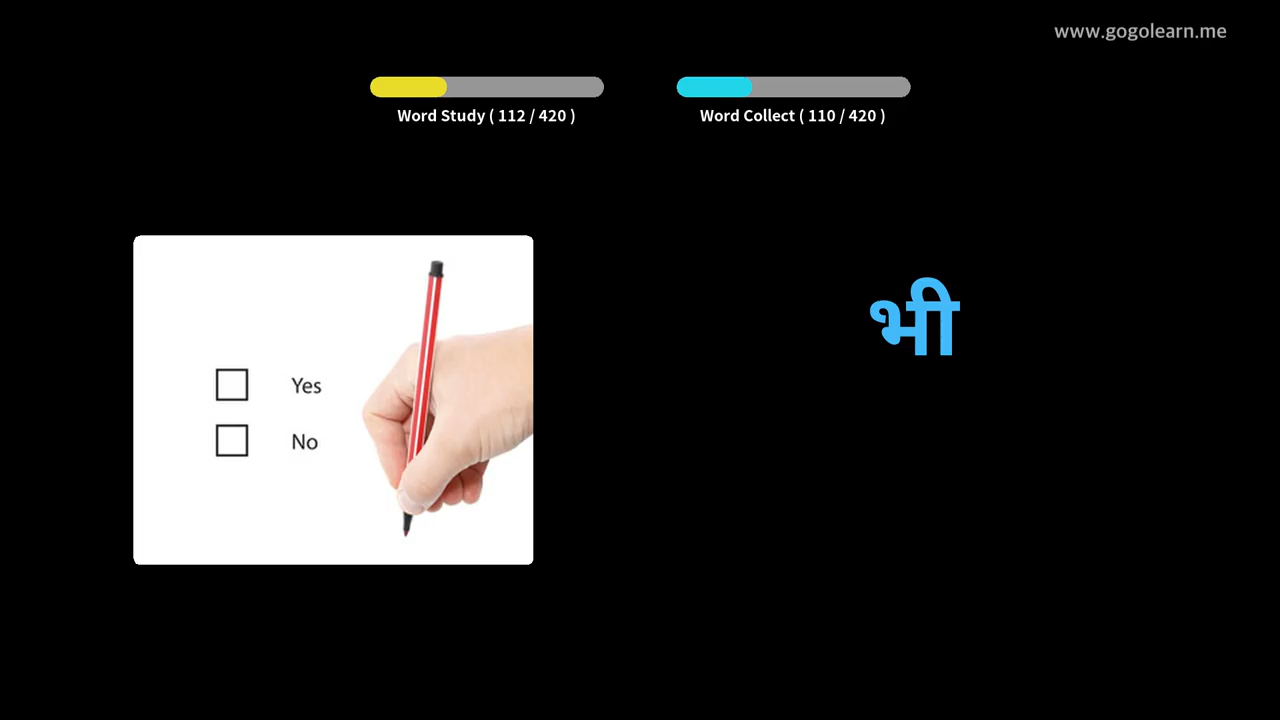 www.gogolearn.me
Word Study ( 112 / 420 )
Word Collect ( 110 / 420 )
भी
Yes
No